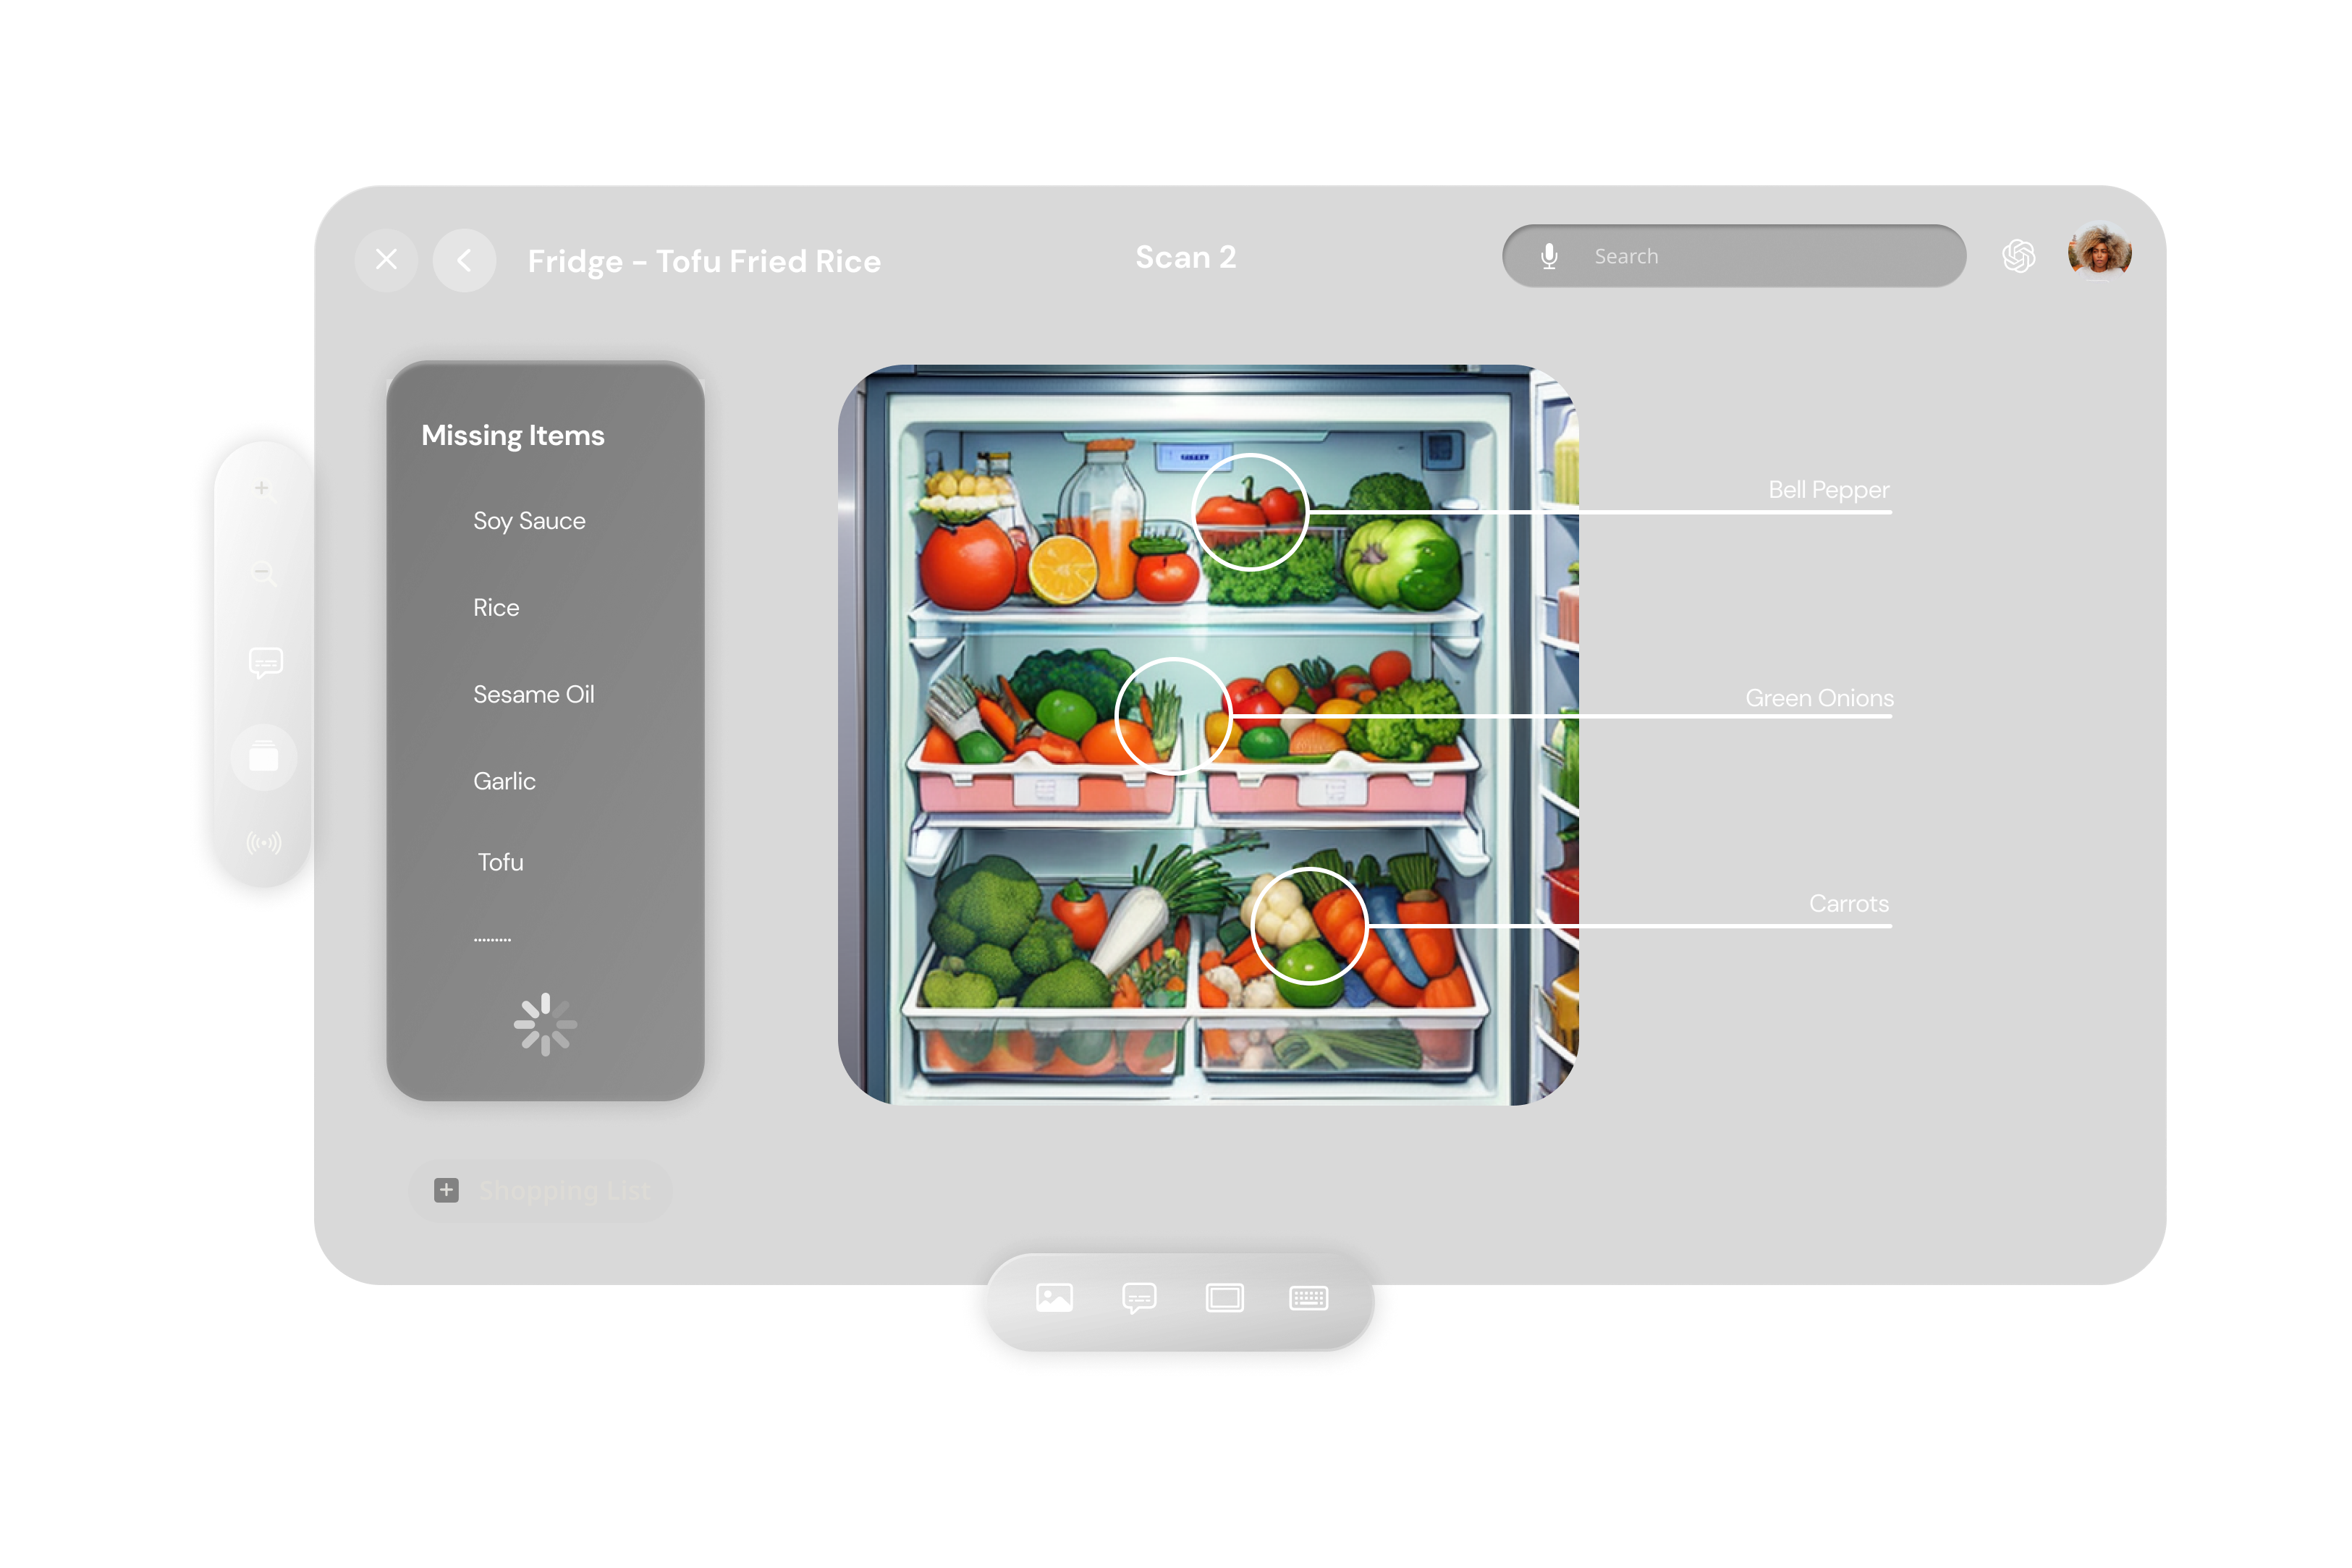 Fridge - Tofu Fried Rice
Scan 2
Search
Missing Items
Soy Sauce
Rice
Sesame Oil
Garlic
Tofu
.........
Bell Pepper
Green Onions
Carrots
Shopping List